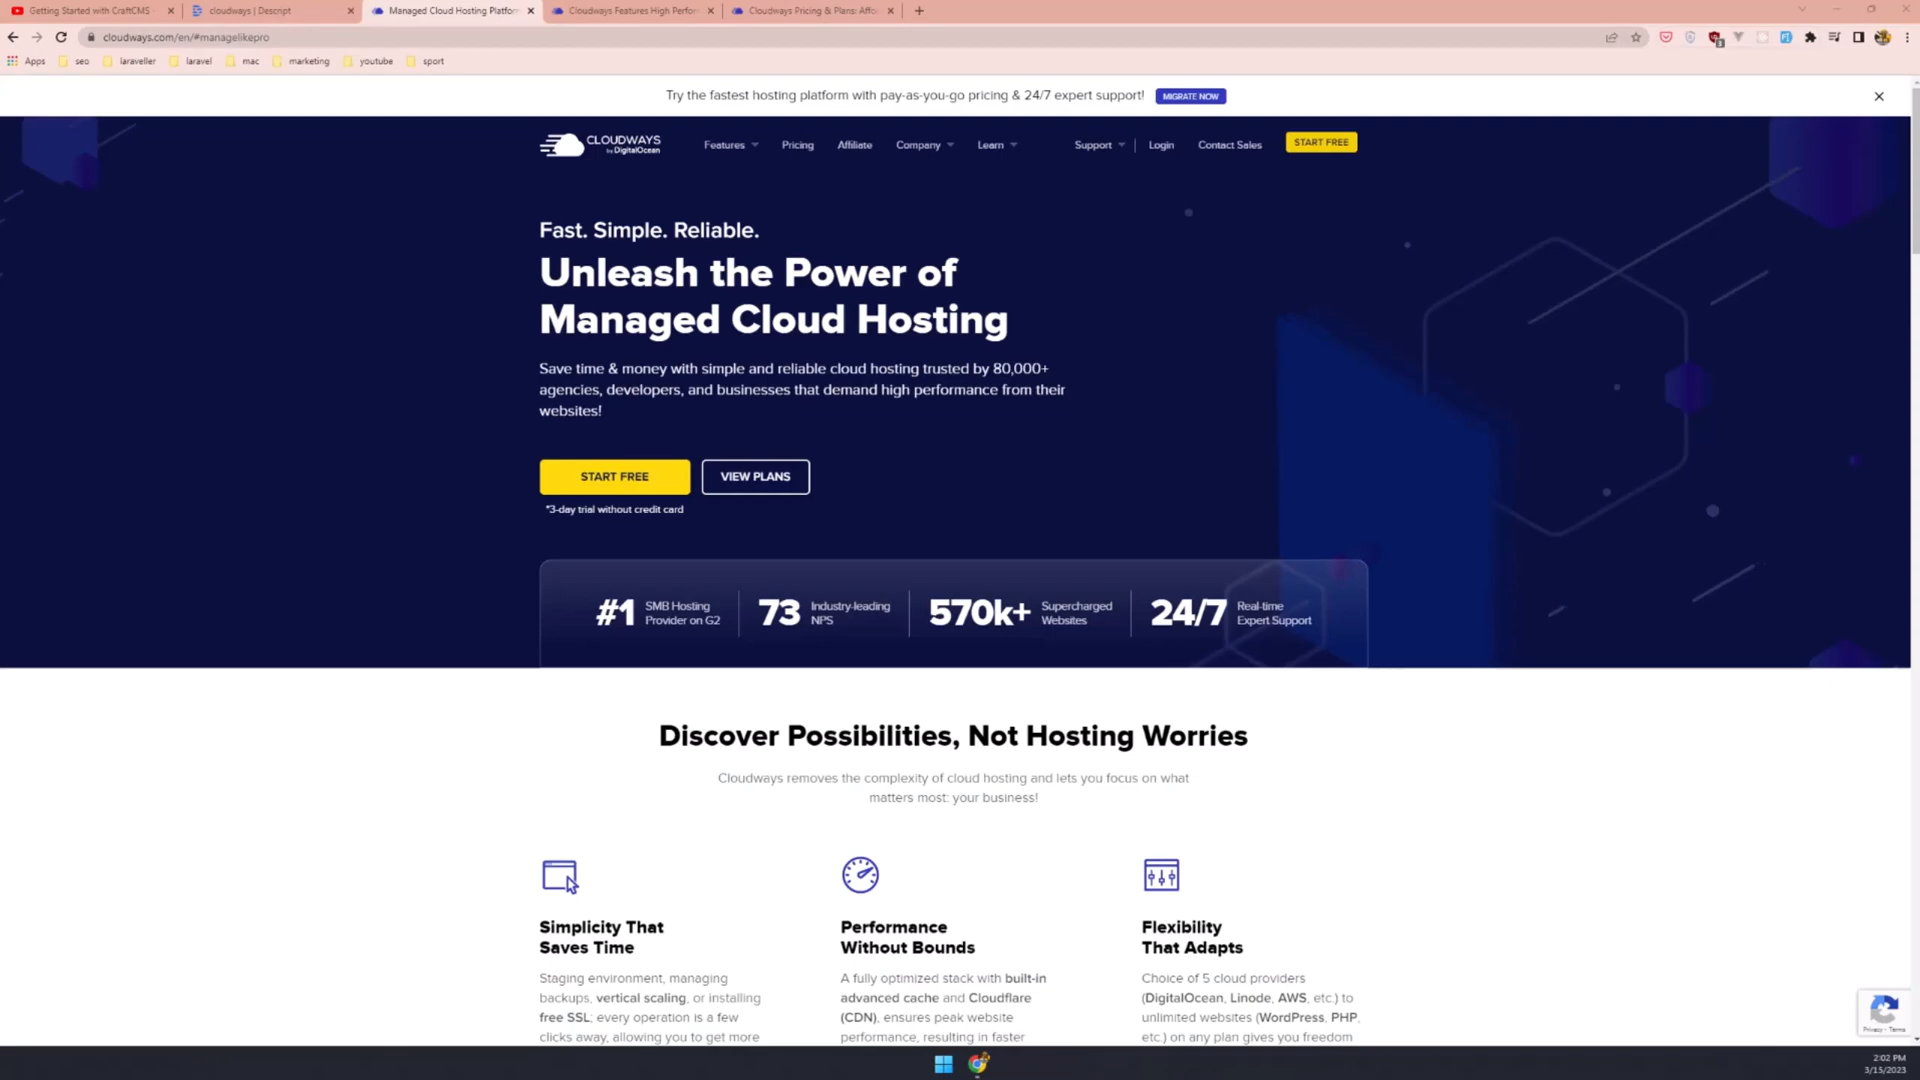 Getting Started with CraftCMS
cloudways | Descript
Managed Cloud Hosting Platfor
Cloudways Features High Perfor
Cloudways Pricing & Plans: Affo
cloudways.com/en/#managelikepro
Apps
seo
laraveller
laravel
mac
marketing
youtube
sport
Try the fastest hosting platform with pay-as-you-go pricing & 24/7 expert support!
MIGRATE NOW
CLOUDWAYS
by DigitalOcean
Features
Pricing
Affiliate
Company
Learn
Support
Login
Contact Sales
START FREE
Fast. Simple. Reliable.
Unleash the Power of
Managed Cloud Hosting
Save time & money with simple and reliable cloud hosting trusted by 80,000+
agencies, developers, and businesses that demand high performance from their
websites!
START FREE
VIEW PLANS
*3-day trial without credit card
#1
SMB Hosting
Provider on G2
73
Industry-leading
NPS
570k+
Supercharged
Websites
24/7
Real-time
Expert Support
Discover Possibilities, Not Hosting Worries
Cloudways removes the complexity of cloud hosting and lets you focus on what
matters most: your business!
Simplicity That
Saves Time
Staging environment, managing
backups, vertical scaling, or installing
free SSL; every operation is a few
clicks away, allowing you to get more
Performance
Without Bounds
A fully optimized stack with built-in
advanced cache and Cloudflare
(CDN), ensures peak website
performance, resulting in faster
Flexibility
That Adapts
Choice of 5 cloud providers
(DigitalOcean, Linode, AWS, etc.) to
unlimited websites (WordPress, PHP,
etc.) on any plan gives you freedom
Privacy - Terms
2:02 PM
3/15/2023